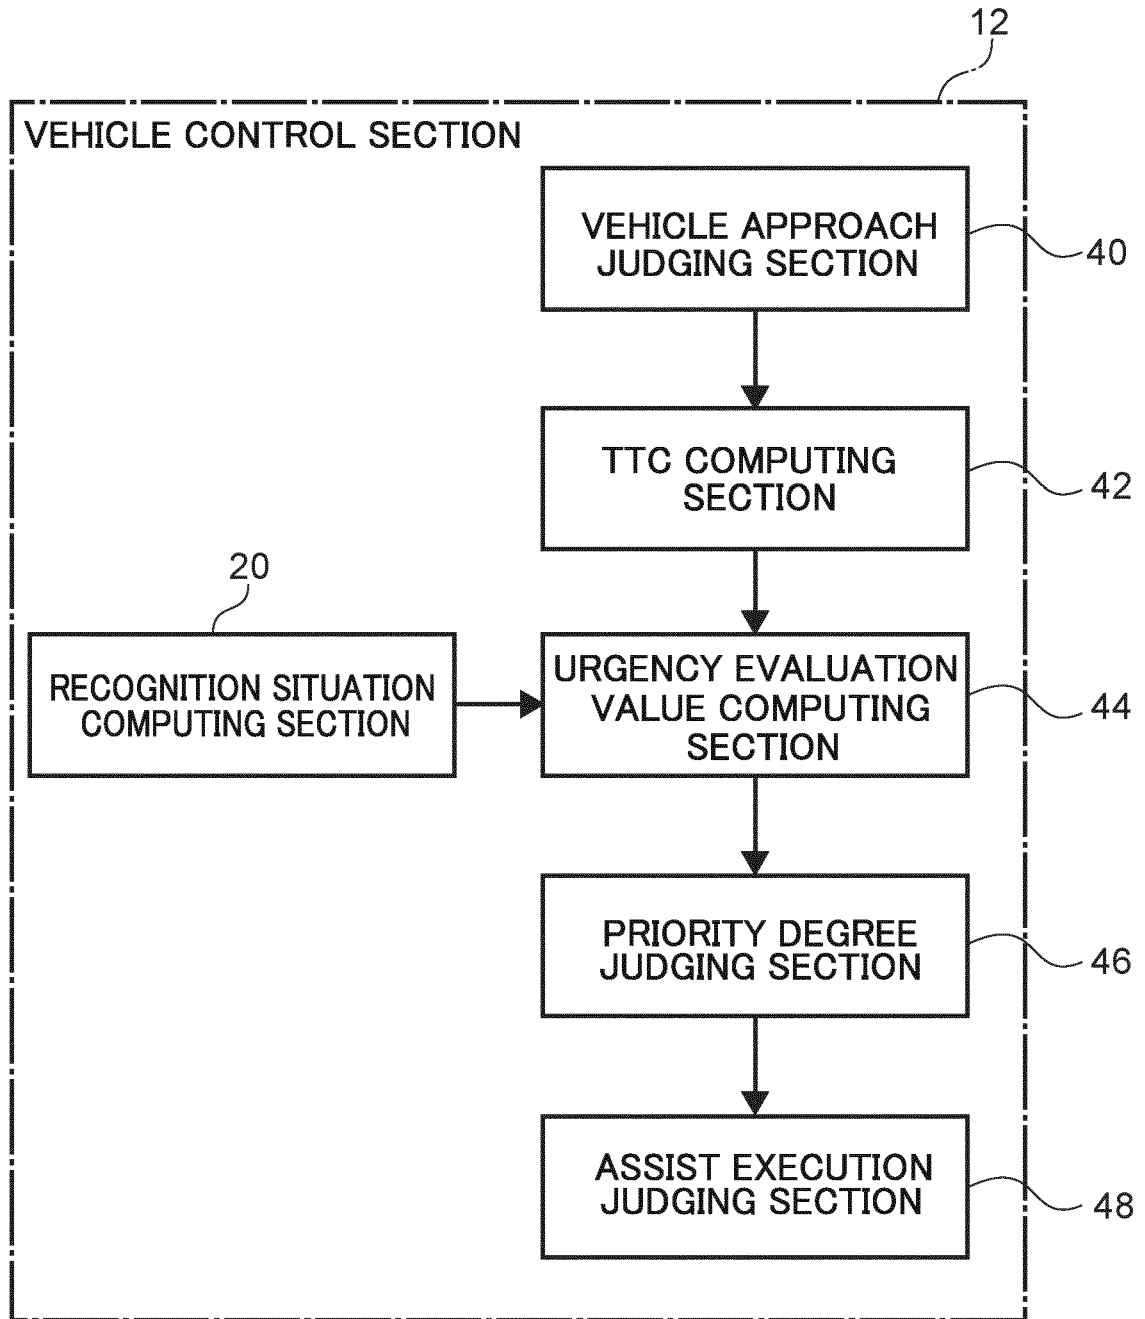 12
VEHICLE CONTROL SECTION
VEHICLE APPROACH
JUDGING SECTION
40
TTC COMPUTING
SECTION
42
20
RECOGNITION SITUATION
COMPUTING SECTION
URGENCY EVALUATION
VALUE COMPUTING
SECTION
44
PRIORITY DEGREE
JUDGING SECTION
46
ASSIST EXECUTION
JUDGING SECTION
48